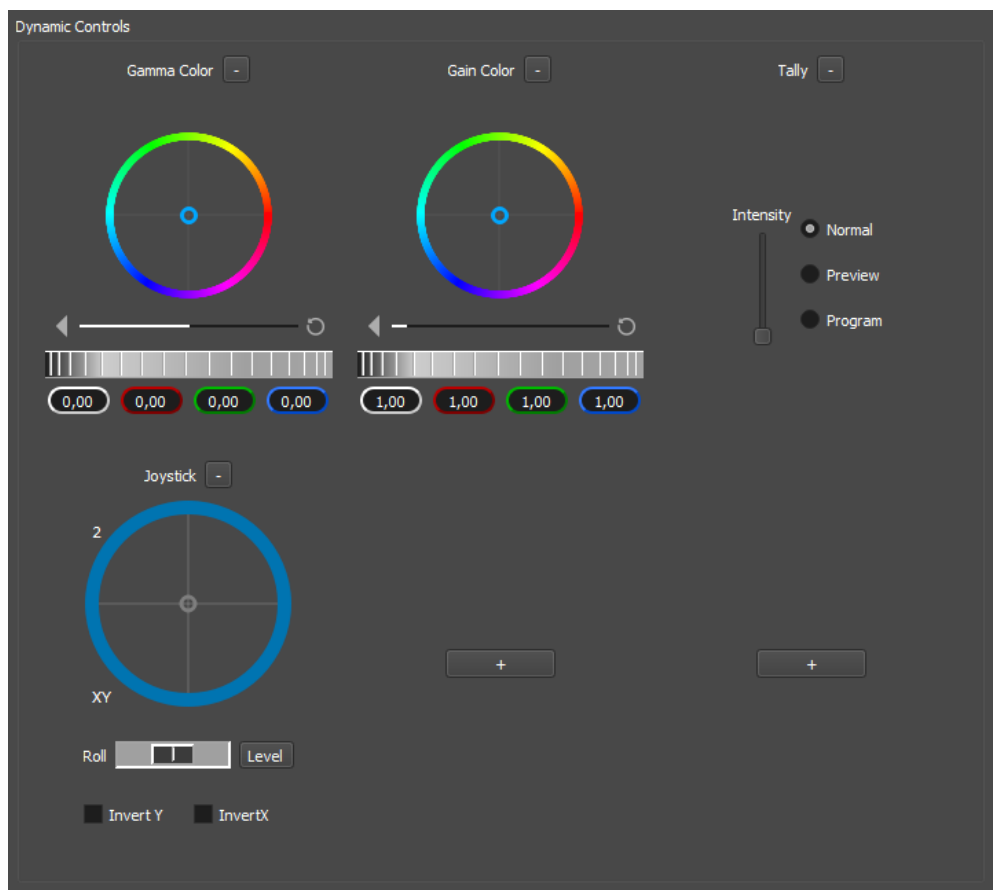 Dynamic Controls
Gamma Color -
Gain Color -
Tally -
Intensity
Normal
Preview
Program
0,00 0,00 0,00 0,00
1,00 1,00 1,00 1,00
Joystick -
2
XY
+
+
Roll Level
Invert Y InvertX